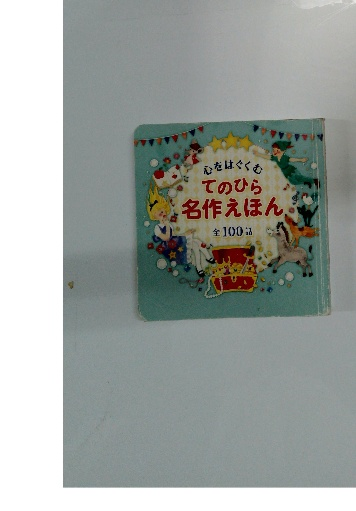 心をはぐくむ
てのひら
名作えほん
全100話